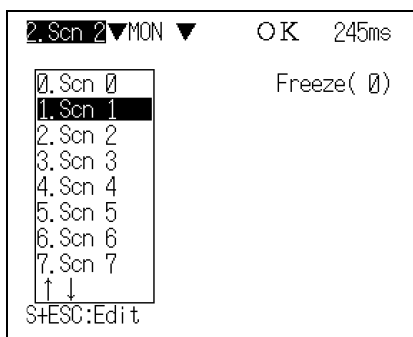 2.Scn 2▼MON ▼ OK 245ms
Freeze( 0)
0.Scn 0
1.Scn 1
2.Scn 2
3.Scn 3
4.Scn 4
5.Scn 5
6.Scn 6
7.Scn 7
↑ ↓
S+ESC:Edit